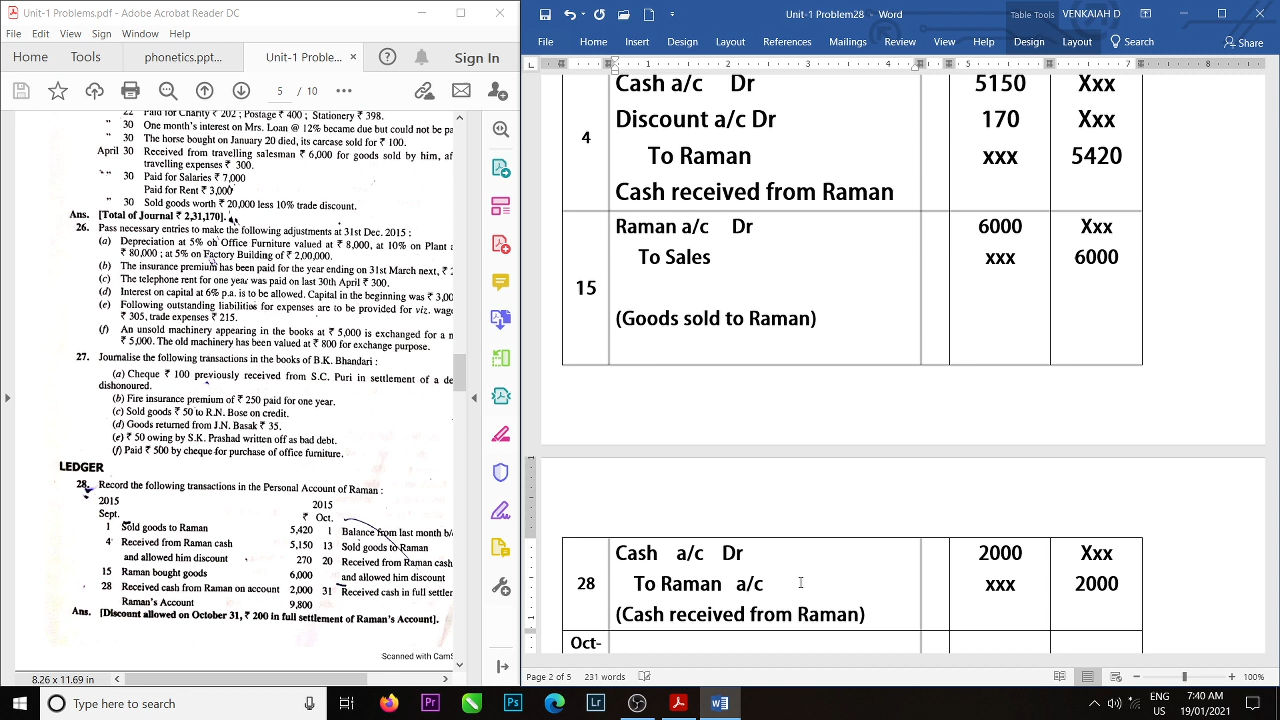 Unit-1 Problems.pdf - Adobe Acrobat Reader DC
File Edit View Sign Window Help
Home Tools phonetics.ppt... Unit-1 Proble... × Sign In
5 / 10
22 Paid for Charity ₹ 202 ; Postage ₹ 400 ; Stationery ₹ 398.
" 30 One month's interest on Mrs. Loan @ 12% became due but could not be pa
" 30 The horse bought on January 20 died, its carcase sold for ₹ 100.
April 30 Received from travelling salesman ₹ 6,000 for goods sold by him, af
travelling expenses ₹ 300.
" 30 Paid for Salaries ₹ 7,000
Paid for Rent ₹ 3,000
" 30 Sold goods worth ₹ 20,000 less 10% trade discount.
Ans. [Total of Journal ₹ 2,31,170].
26. Pass necessary entries to make the following adjustments at 31st Dec. 2015 :
(a) Depreciation at 5% on Office Furniture valued at ₹ 8,000, at 10% on Plant a
₹ 80,000 ; at 5% on Factory Building of ₹ 2,00,000.
(b) The insurance premium has been paid for the year ending on 31st March next, ₹ 2
(c) The telephone rent for one year was paid on last 30th April ₹ 300.
(d) Interest on capital at 6% p.a. is to be allowed. Capital in the beginning was ₹ 3,00
(e) Following outstanding liabilities for expenses are to be provided for viz. wage
₹ 305, trade expenses ₹ 215.
(f) An unsold machinery appearing in the books at ₹ 5,000 is exchanged for a n
₹ 5,000. The old machinery has been valued at ₹ 800 for exchange purpose.
27. Journalise the following transactions in the books of B.K. Bhandari :
(a) Cheque ₹ 100 previously received from S.C. Puri in settlement of a de
dishonoured.
(b) Fire insurance premium of ₹ 250 paid for one year.
(c) Sold goods ₹ 50 to R.N. Bose on credit.
(d) Goods returned from J.N. Basak ₹ 35.
(e) ₹ 50 owing by S.K. Prashad written off as bad debt.
(f) Paid ₹ 500 by cheque for purchase of office furniture.
LEDGER
28. Record the following transactions in the Personal Account of Raman :
2015 2015
Sept. ₹ Oct.
1 Sold goods to Raman 5,420 1 Balance from last month b/
4 Received from Raman cash 5,150 13 Sold goods to Raman
and allowed him discount 270 20 Received from Raman cash
15 Raman bought goods 6,000 and allowed him discount
28 Received cash from Raman on account 2,000 31 Received cash in full settle
Raman's Account 9,800
Ans. [Discount allowed on October 31, ₹ 200 in full settlement of Raman's Account].
Scanned with CamS
8.26 x 11.69 in
Unit-1 Problem28 - Word Table Tools VENKAIAH D
File Home Insert Design References Mailings Review View Help Design Layout Search Share
1 2 3 4 5 6 7 8
Cash a/c Dr 5150 Xxx
4 Discount a/c Dr 170 Xxx
To Raman xxx 5420
Cash received from Raman
Raman a/c Dr 6000 Xxx
To Sales xxx 6000
15
(Goods sold to Raman)
Cash a/c Dr 2000 Xxx
28 To Raman a/c xxx 2000
(Cash received from Raman)
Oct-
Page 2 of 5 231 words 100%
Type here to search
ENG 7:40 AM
US 19/01/2021